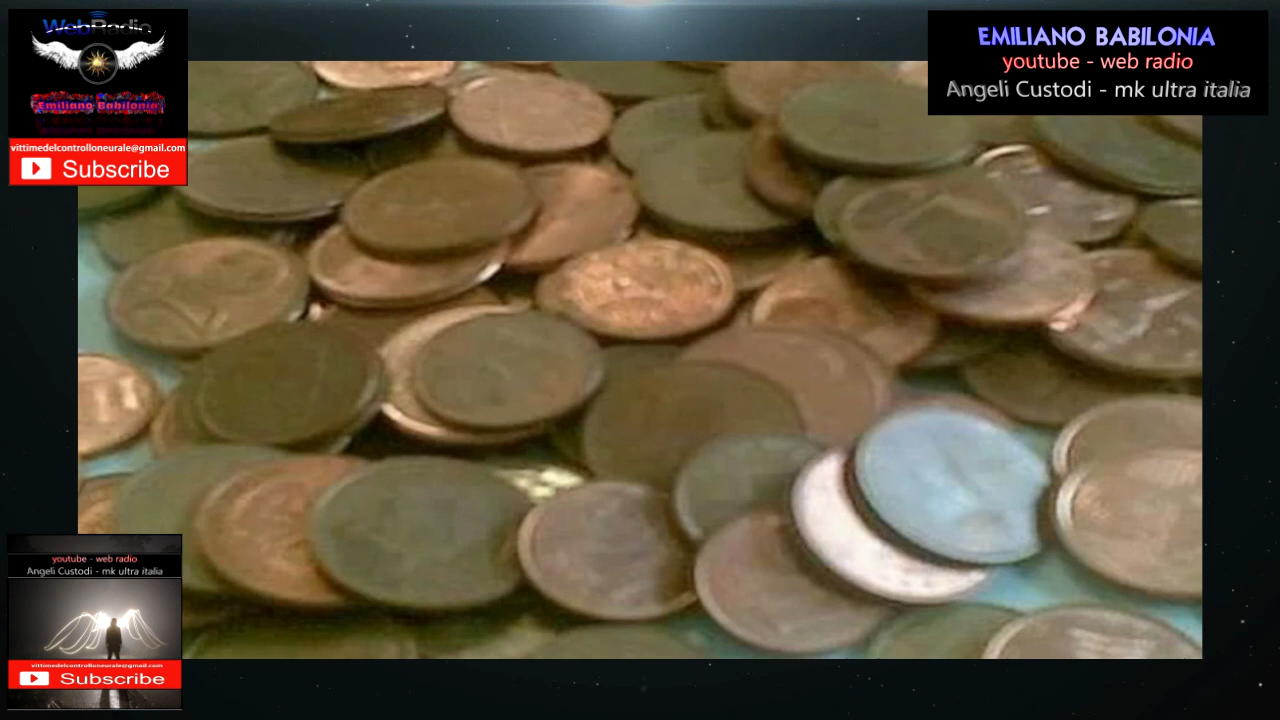 WebRadio
Emiliano Babilonia
vittimedelcontrolloneurale@gmail.com
Subscribe
EMILIANO BABILONIA
youtube - web radio
Angeli Custodi - mk ultra italia
youtube - web radio
Angeli Custodi - mk ultra italia
vittimedelcontrolloneurale@gmail.com
Subscribe